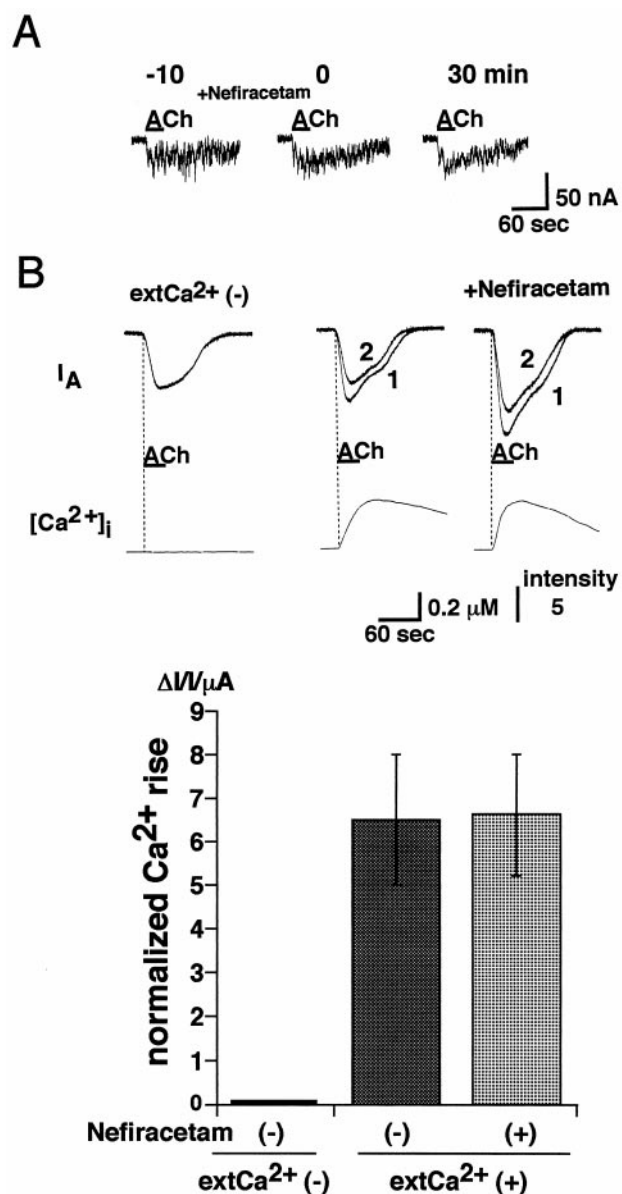 A
-10 0 30 min
+Nefiracetam
ACh ACh ACh
50 nA
60 sec
B
extCa²⁺ (-) +Nefiracetam
2 2
1 1
I_A
ACh ACh ACh
[Ca²⁺]i
intensity
0.2 μM 5
60 sec
ΔI/I/μA
normalized Ca²⁺ rise
9
8
7
6
5
4
3
2
1
0
Nefiracetam (-) (-) (+)
extCa²⁺ (-) extCa²⁺ (+)